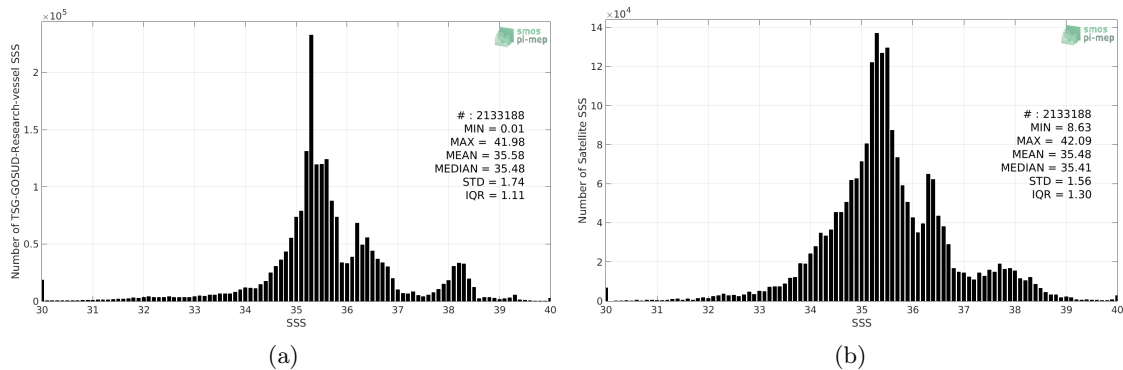 ×10⁵
Number of TSG-GOSUD-Research-vessel SSS
2
1.5
1
0.5
0
30 31 32 33 34 35 36 37 38 39 40
SSS
smos
pi-mep
# : 2133188
MIN = 0.01
MAX = 41.98
MEAN = 35.58
MEDIAN = 35.48
STD = 1.74
IQR = 1.11
(a)
×10⁴
Number of Satellite SSS
14
12
10
8
6
4
2
0
30 31 32 33 34 35 36 37 38 39 40
SSS
smos
pi-mep
# : 2133188
MIN = 8.63
MAX = 42.09
MEAN = 35.48
MEDIAN = 35.41
STD = 1.56
IQR = 1.30
(b)